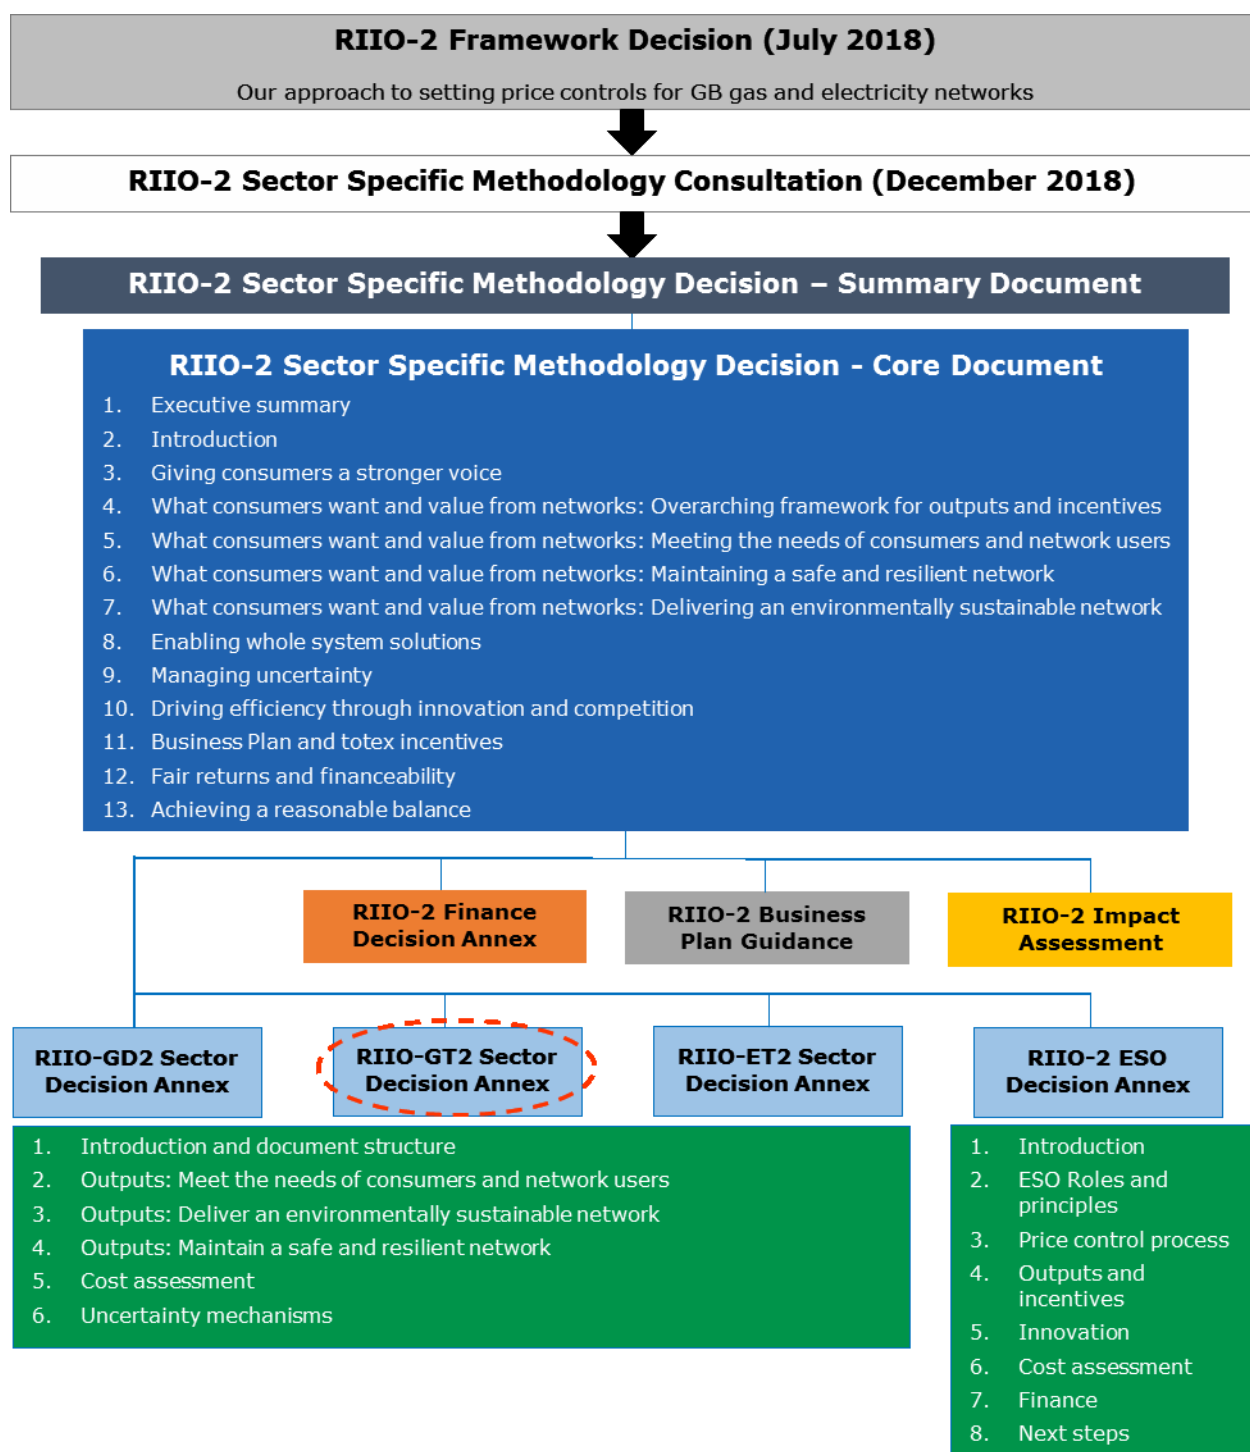 RIIO-2 Framework Decision (July 2018)
Our approach to setting price controls for GB gas and electricity networks
RIIO-2 Sector Specific Methodology Consultation (December 2018)
RIIO-2 Sector Specific Methodology Decision – Summary Document
RIIO-2 Sector Specific Methodology Decision - Core Document
1. Executive summary
2. Introduction
3. Giving consumers a stronger voice
4. What consumers want and value from networks: Overarching framework for outputs and incentives
5. What consumers want and value from networks: Meeting the needs of consumers and network users
6. What consumers want and value from networks: Maintaining a safe and resilient network
7. What consumers want and value from networks: Delivering an environmentally sustainable network
8. Enabling whole system solutions
9. Managing uncertainty
10. Driving efficiency through innovation and competition
11. Business Plan and totex incentives
12. Fair returns and financeability
13. Achieving a reasonable balance
RIIO-2 Finance
Decision Annex
RIIO-2 Business
Plan Guidance
RIIO-2 Impact
Assessment
RIIO-GD2 Sector
Decision Annex
RIIO-GT2 Sector
Decision Annex
RIIO-ET2 Sector
Decision Annex
RIIO-2 ESO
Decision Annex
1. Introduction and document structure
2. Outputs: Meet the needs of consumers and network users
3. Outputs: Deliver an environmentally sustainable network
4. Outputs: Maintain a safe and resilient network
5. Cost assessment
6. Uncertainty mechanisms
1. Introduction
2. ESO Roles and
principles
3. Price control process
4. Outputs and
incentives
5. Innovation
6. Cost assessment
7. Finance
8. Next steps